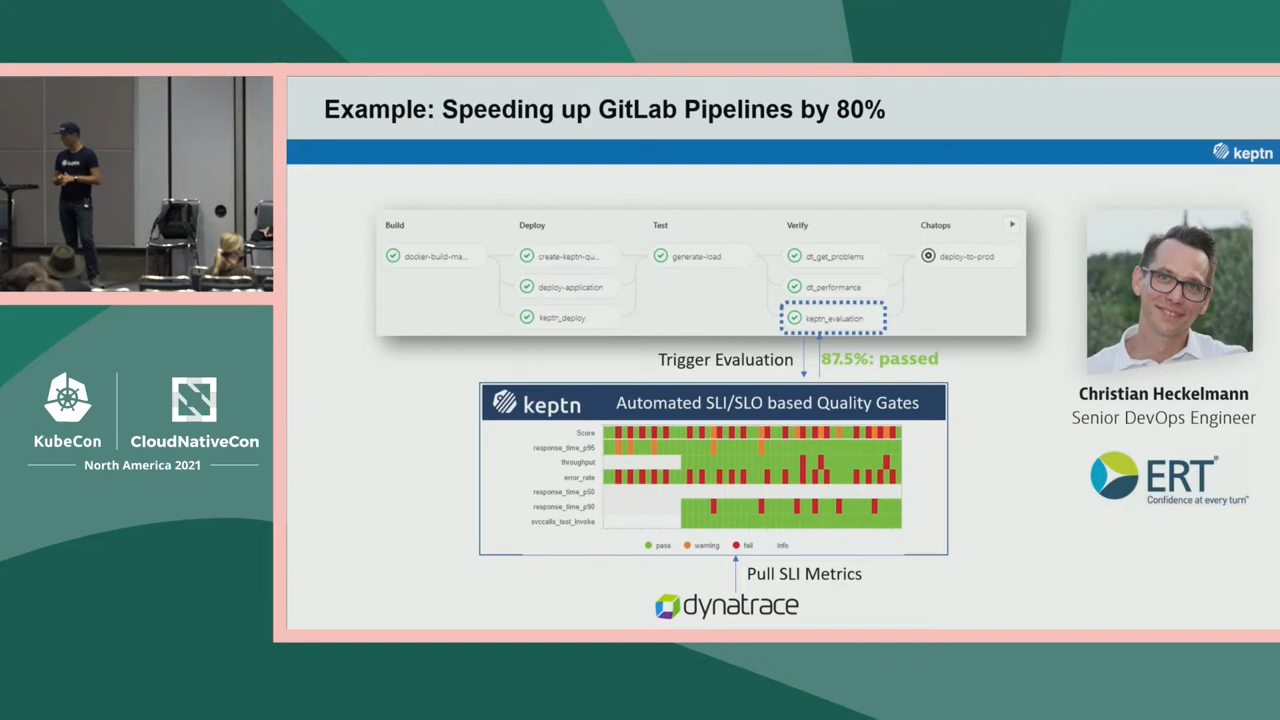 Example: Speeding up GitLab Pipelines by 80%
keptn
Build
Deploy
Test
Verify
Chatops
docker-build-ma...
create-keptn-qu...
generate-load
dt_get_problems
deploy-to-prod
deploy-application
dt_performance
keptn_deploy
keptn_evaluation
Trigger Evaluation
87.5%: passed
Christian Heckelmann
Senior DevOps Engineer
keptn
Automated SLI/SLO based Quality Gates
Score
response_time_p95
throughput
error_rate
response_time_p50
response_time_p90
svccalls_test_invoke
pass
warning
fail
info
ERT®
Confidence at every turn™
Pull SLI Metrics
dynatrace
KubeCon
CloudNativeCon
North America 2021